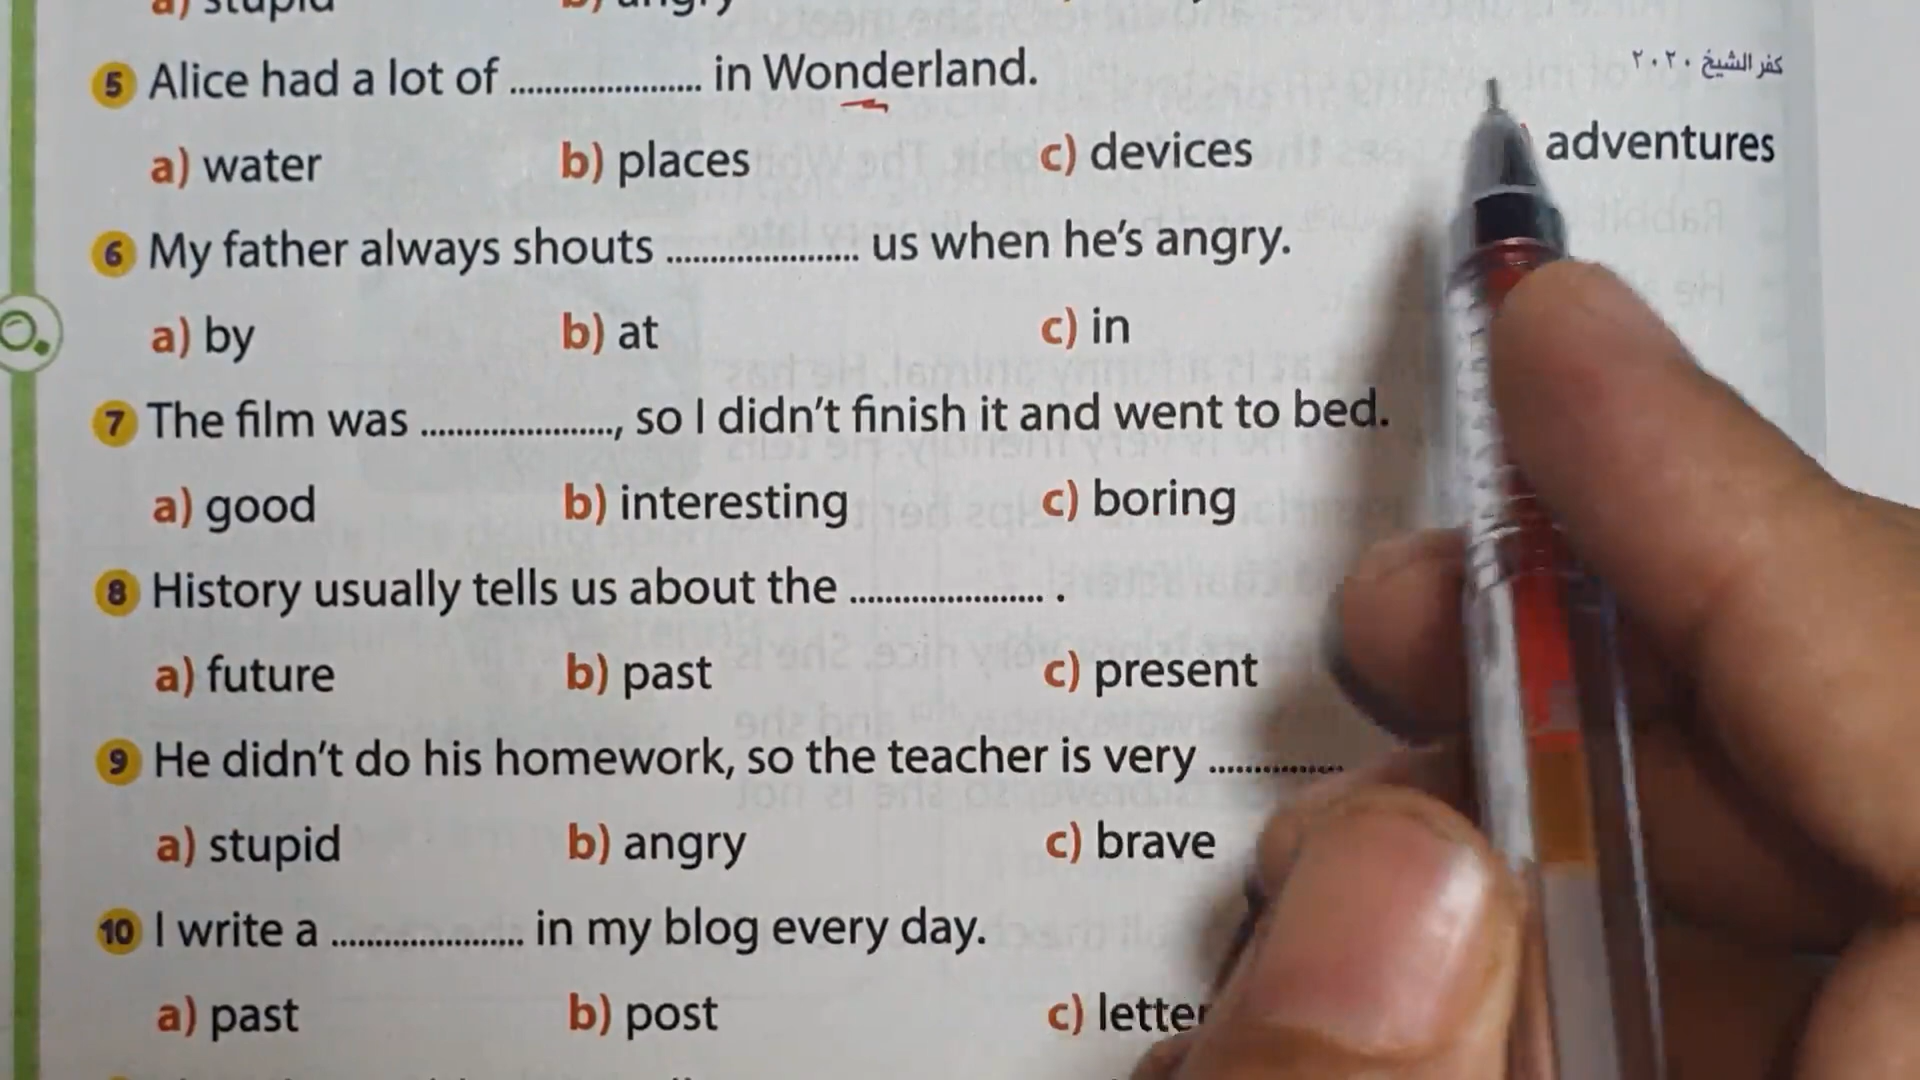 a) stupid b) angry
5 Alice had a lot of ...................... in Wonderland. كفر الشيخ ٢٠٢٠
a) water b) places c) devices adventures
6 My father always shouts ...................... us when he's angry.
a) by b) at c) in
7 The film was ......................, so I didn't finish it and went to bed.
a) good b) interesting c) boring
8 History usually tells us about the ...................... .
a) future b) past c) present
9 He didn't do his homework, so the teacher is very ...............
a) stupid b) angry c) brave
10 I write a ...................... in my blog every day.
a) past b) post c) letter